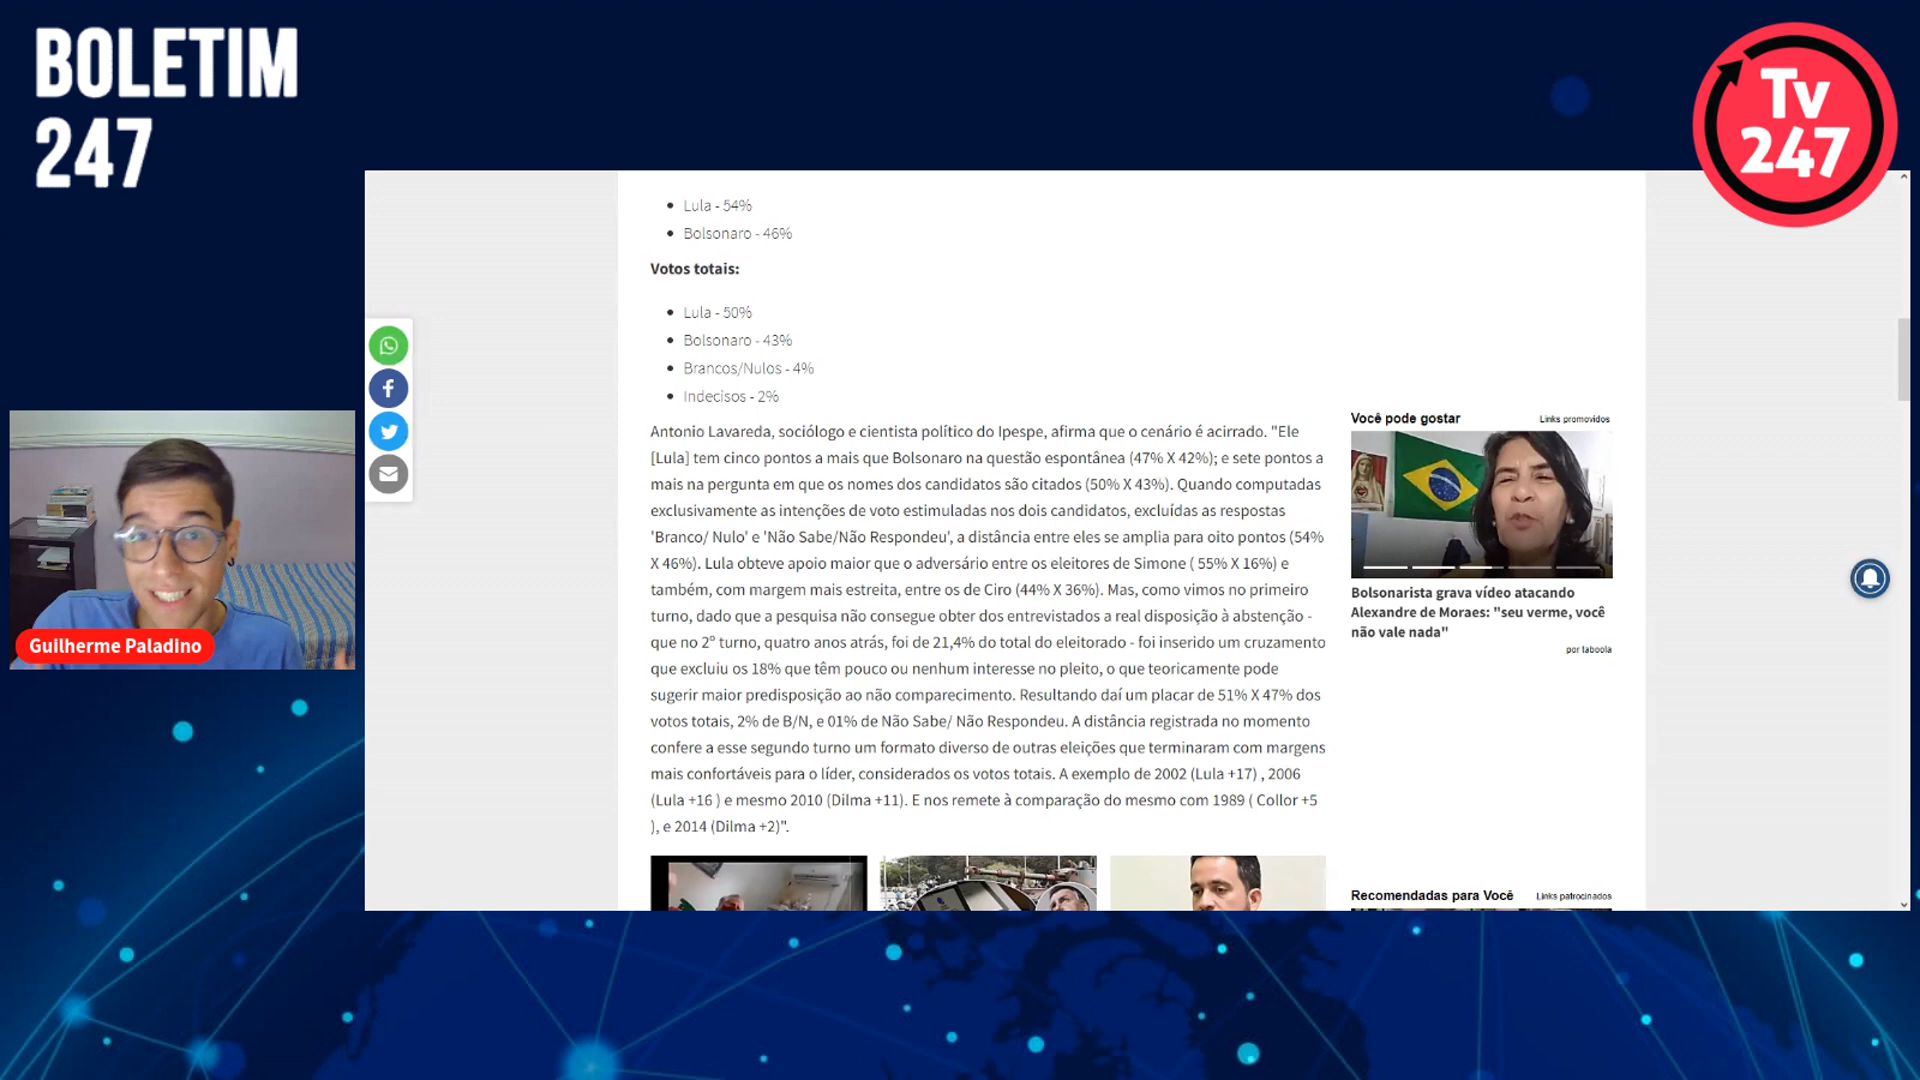 BOLETIM
247
Tv
247
Lula - 54%
Bolsonaro - 46%
Votos totais:
Lula - 50%
Bolsonaro - 43%
Brancos/Nulos - 4%
Indecisos - 2%
Antonio Lavareda, sociólogo e cientista político do Ipespe, afirma que o cenário é acirrado. "Ele
[Lula] tem cinco pontos a mais que Bolsonaro na questão espontânea (47% X 42%); e sete pontos a
mais na pergunta em que os nomes dos candidatos são citados (50% X 43%). Quando computadas
exclusivamente as intenções de voto estimuladas nos dois candidatos, excluídas as respostas
'Branco/ Nulo' e 'Não Sabe/Não Respondeu', a distância entre eles se amplia para oito pontos (54%
X 46%). Lula obteve apoio maior que o adversário entre os eleitores de Simone ( 55% X 16%) e
também, com margem mais estreita, entre os de Ciro (44% X 36%). Mas, como vimos no primeiro
turno, dado que a pesquisa não consegue obter dos entrevistados a real disposição à abstenção -
que no 2º turno, quatro anos atrás, foi de 21,4% do total do eleitorado - foi inserido um cruzamento
que excluiu os 18% que têm pouco ou nenhum interesse no pleito, o que teoricamente pode
sugerir maior predisposição ao não comparecimento. Resultando daí um placar de 51% X 47% dos
votos totais, 2% de B/N, e 01% de Não Sabe/ Não Respondeu. A distância registrada no momento
confere a esse segundo turno um formato diverso de outras eleições que terminaram com margens
mais confortáveis para o líder, considerados os votos totais. A exemplo de 2002 (Lula +17) , 2006
(Lula +16 ) e mesmo 2010 (Dilma +11). E nos remete à comparação do mesmo com 1989 ( Collor +5
), e 2014 (Dilma +2)".
Você pode gostar
Links promovidos
Bolsonarista grava vídeo atacando
Alexandre de Moraes: "seu verme, você
não vale nada"
por taboola
Recomendadas para Você
Links patrocinados
Guilherme Paladino